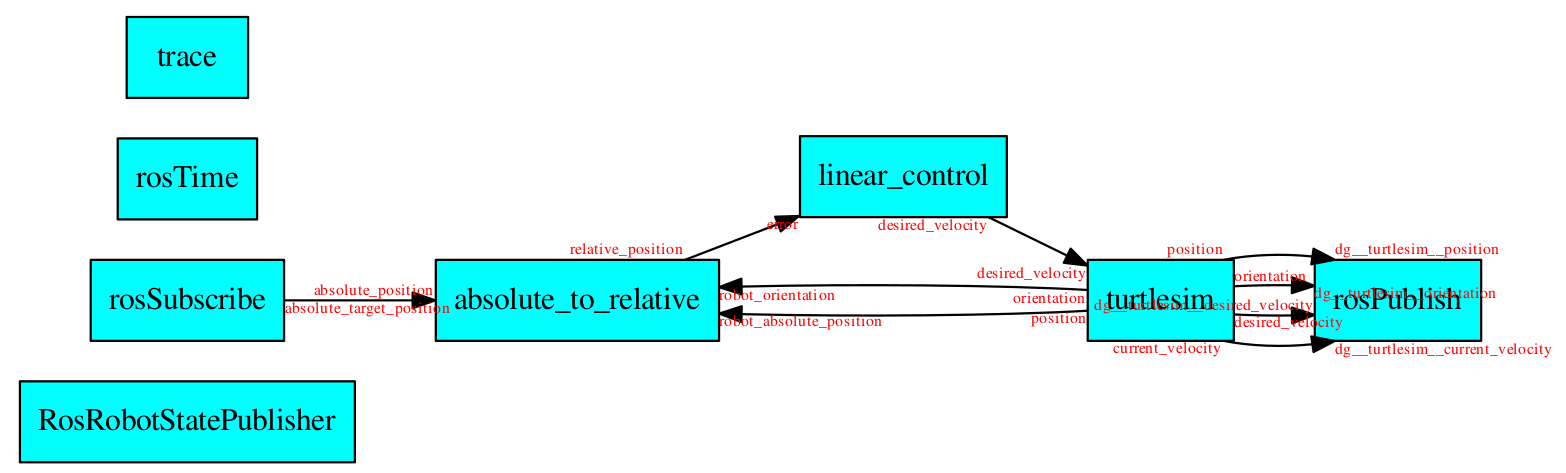 trace
rosTime
linear_control
error
desired_velocity
relative_position
position
dg__turtlesim__position
desired_velocity
orientation
absolute_position
rosSubscribe
absolute_target_position
absolute_to_relative
robot_orientation
orientation
robot_absolute_position
position
turtlesim
dg__turtlesim__desired_velocity
dg__turtlesim__orientation
rosPublish
desired_velocity
current_velocity
dg__turtlesim__current_velocity
RosRobotStatePublisher